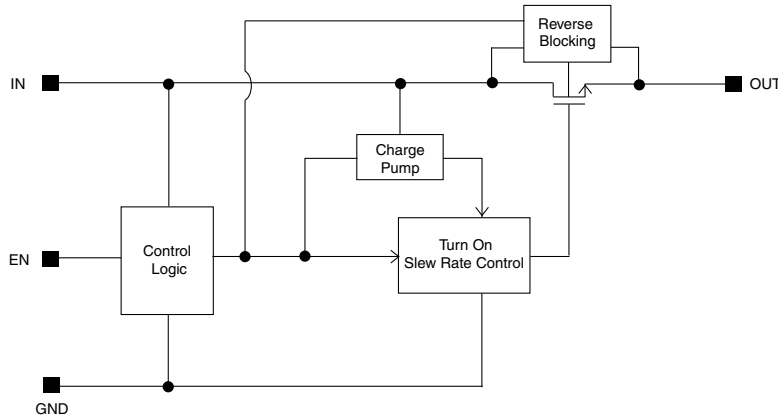 Reverse
Blocking
IN
OUT
Charge
Pump
EN
Control
Logic
Turn On
Slew Rate Control
GND